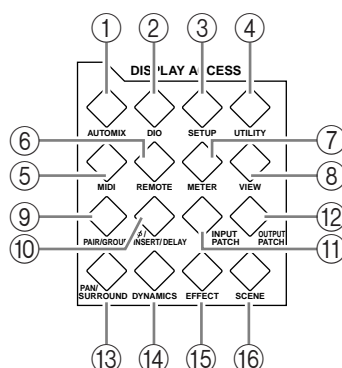 ① ② ③ ④
DISPLAY ACCESS
AUTOMIX DIO SETUP UTILITY
⑥ ⑦
⑤ ⑧
MIDI REMOTE METER VIEW
⑨ ⑫
⑩ ⑪
PAIR/GROUP φ/INSERT/DELAY INPUT PATCH OUTPUT PATCH
PAN/SURROUND DYNAMICS EFFECT SCENE
⑬ ⑭ ⑮ ⑯